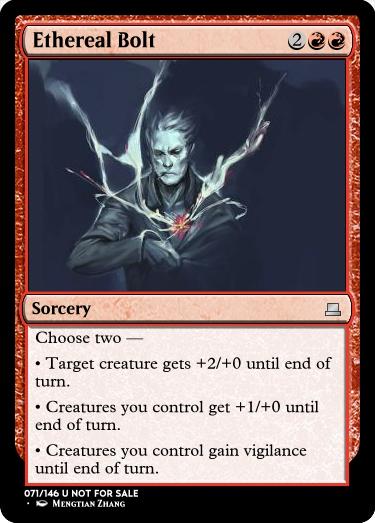 Ethereal Bolt
2
Sorcery
Choose two —
• Target creature gets +2/+0 until end of
turn.
• Creatures you control get +1/+0 until
end of turn.
• Creatures you control gain vigilance
until end of turn.
071/146 U NOT FOR SALE
• Mengtian Zhang